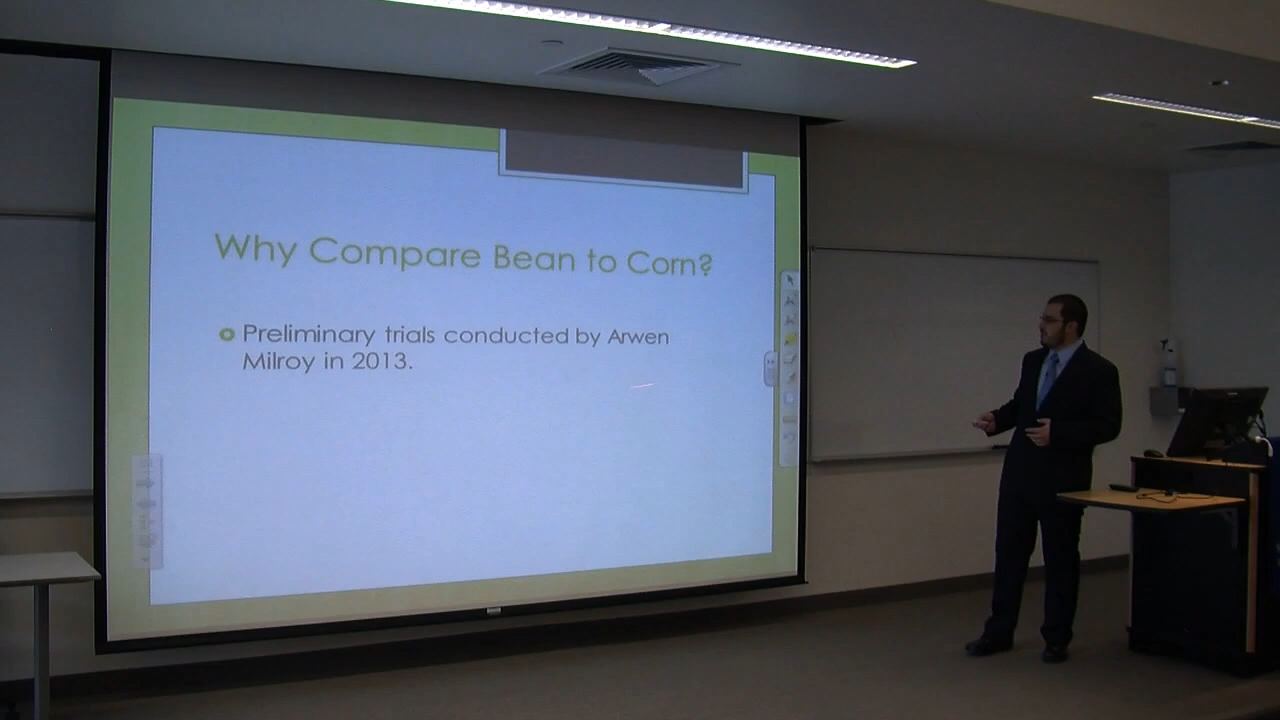 Why Compare Bean to Corn?
Preliminary trials conducted by Arwen
Milroy in 2013.